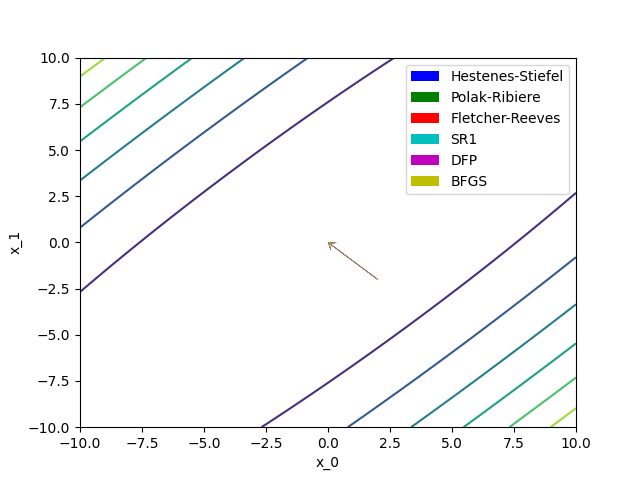 10.0
7.5
5.0
2.5
0.0
−2.5
−5.0
−7.5
−10.0
x_1
Hestenes-Stiefel
Polak-Ribiere
Fletcher-Reeves
SR1
DFP
BFGS
−10.0 −7.5 −5.0 −2.5 0.0 2.5 5.0 7.5 10.0
x_0